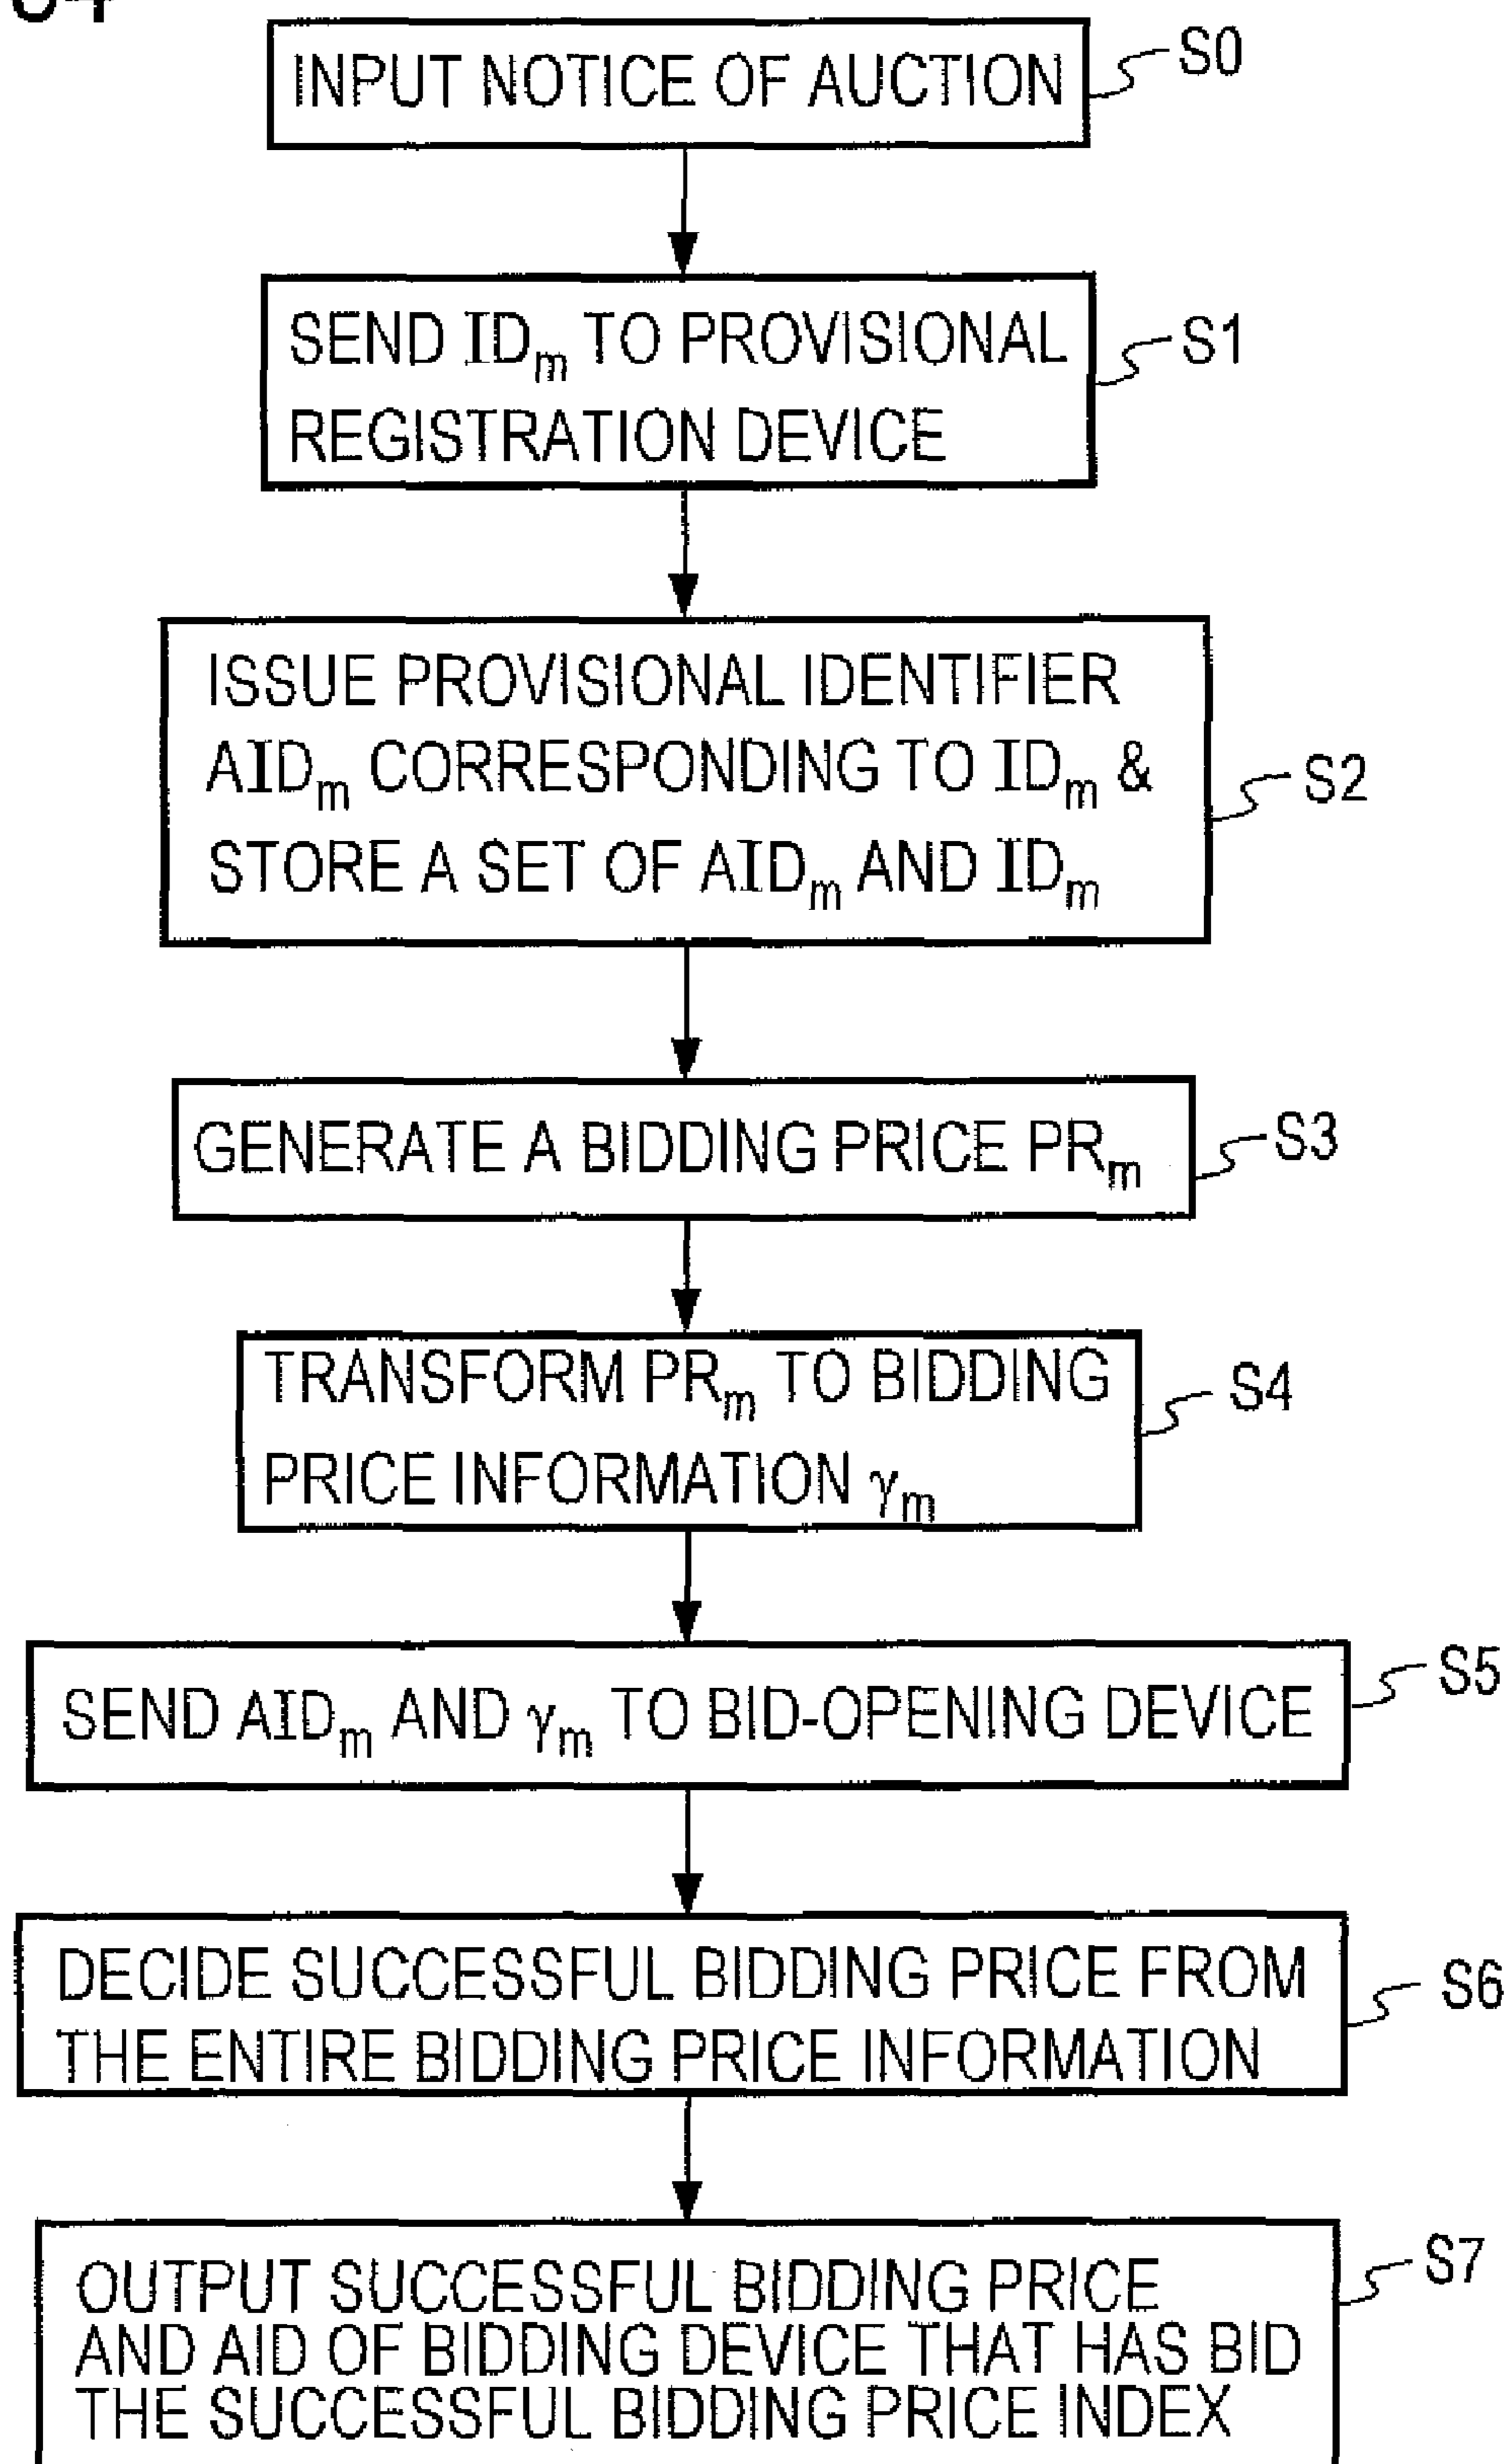 INPUT NOTICE OF AUCTION
S0
SEND IDm TO PROVISIONAL
REGISTRATION DEVICE
S1
ISSUE PROVISIONAL IDENTIFIER
AIDm CORRESPONDING TO IDm &
STORE A SET OF AIDm AND IDm
S2
GENERATE A BIDDING PRICE PRm
S3
TRANSFORM PRm TO BIDDING
PRICE INFORMATION γm
S4
SEND AIDm AND γm TO BID-OPENING DEVICE
S5
DECIDE SUCCESSFUL BIDDING PRICE FROM
THE ENTIRE BIDDING PRICE INFORMATION
S6
OUTPUT SUCCESSFUL BIDDING PRICE
AND AID OF BIDDING DEVICE THAT HAS BID
THE SUCCESSFUL BIDDING PRICE INDEX
S7